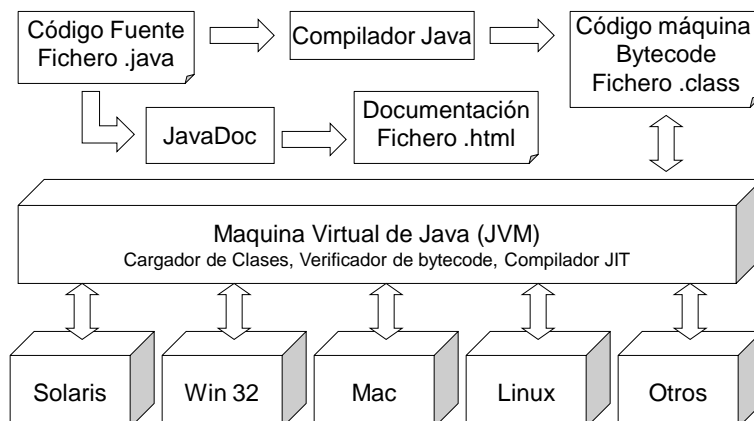 Código Fuente
Fichero .java
Compilador Java
Código máquina
Bytecode
Fichero .class
JavaDoc
Documentación
Fichero .html
Maquina Virtual de Java (JVM)
Cargador de Clases, Verificador de bytecode, Compilador JIT
Solaris
Win 32
Mac
Linux
Otros